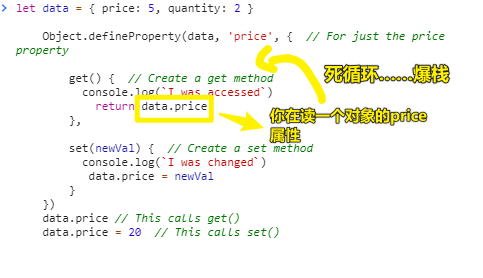 let data = { price: 5, quantity: 2 }
Object.defineProperty(data, 'price', {  // For just the price
property
get() {  // Create a get method
console.log(`I was accessed`)
return data.price
},
死循环……爆栈
你在读一个对象的price
属性
set(newVal) {  // Create a set method
console.log(`I was changed`)
data.price = newVal
}
})
data.price // This calls get()
data.price = 20  // This calls set()